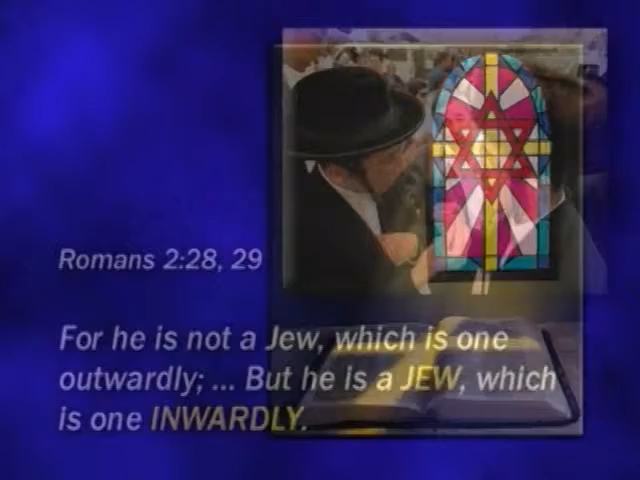 Romans 2:28, 29
For he is not a Jew, which is one
outwardly; ... But he is a JEW, which
is one INWARDLY.